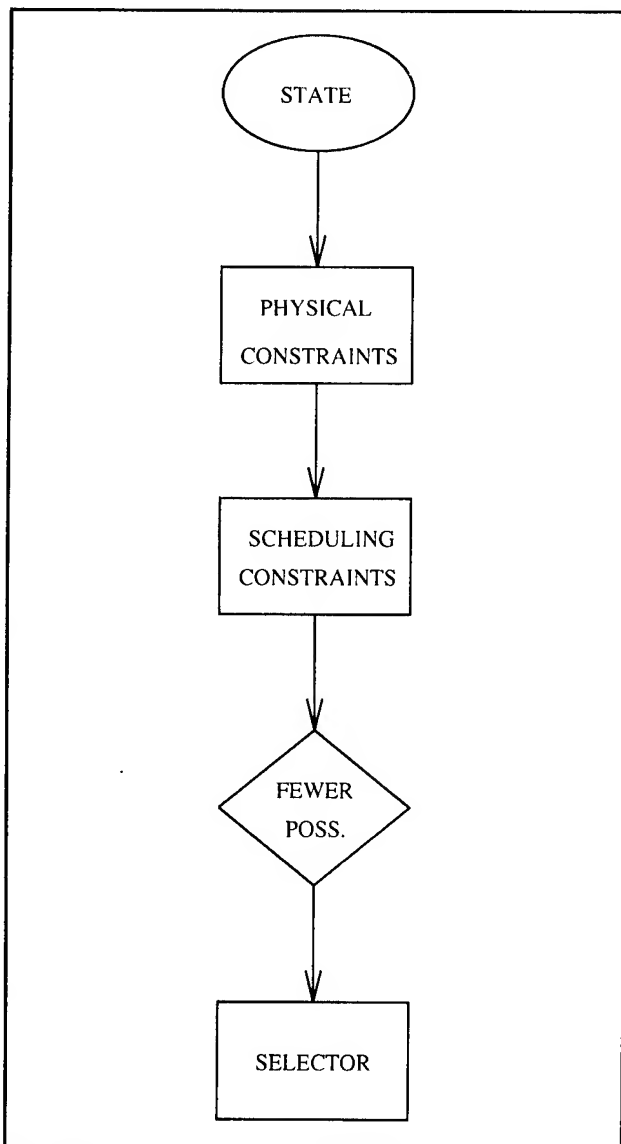 STATE
PHYSICAL
CONSTRAINTS
SCHEDULING
CONSTRAINTS
FEWER
POSS.
SELECTOR